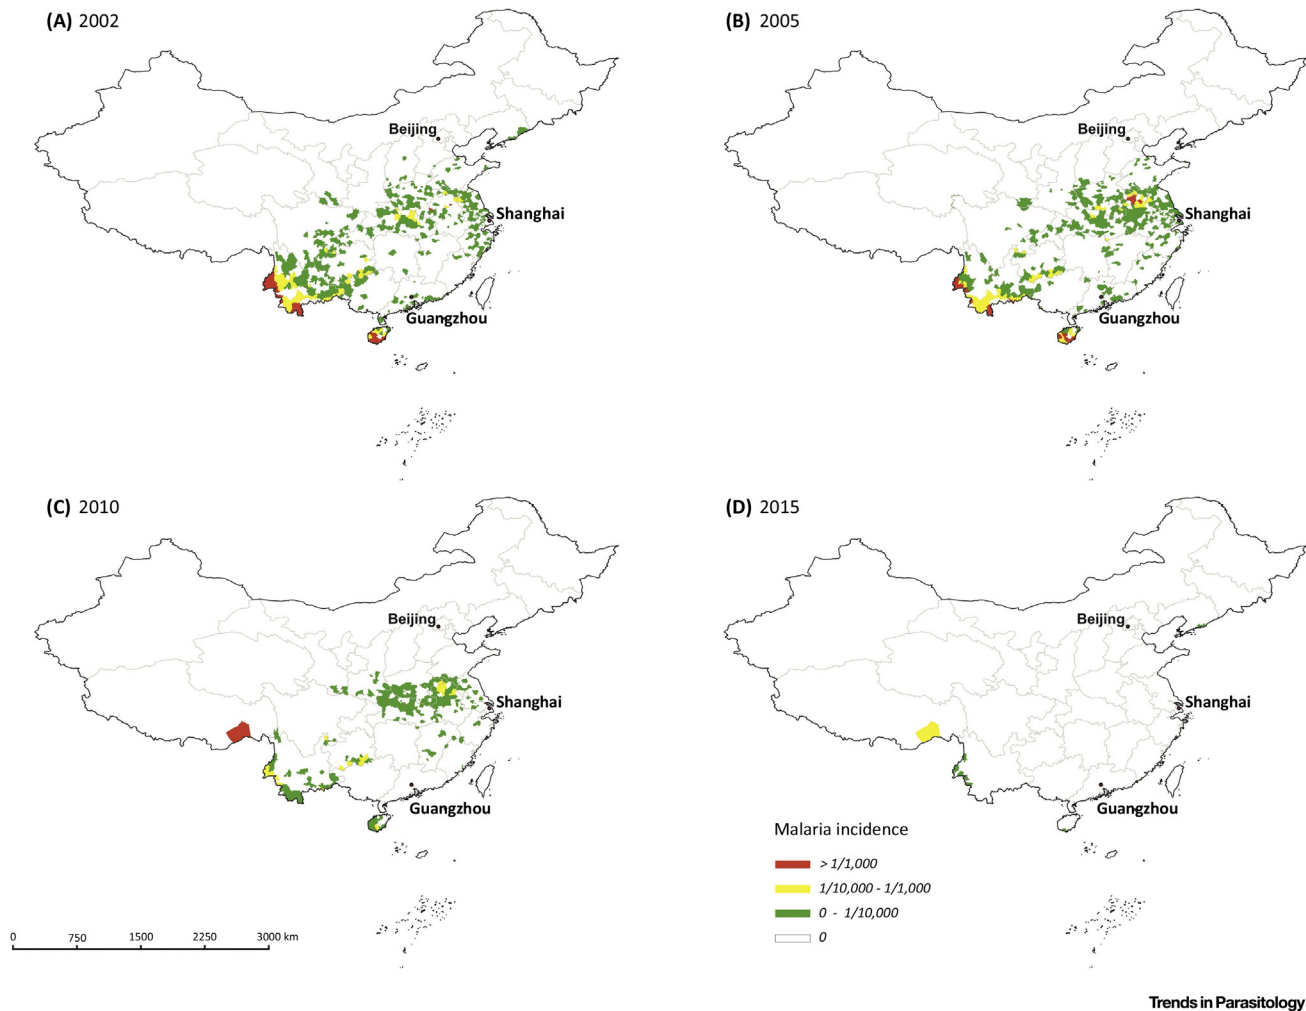 (A) 2002
(B) 2005
Beijing
Beijing
Shanghai
Shanghai
Guangzhou
Guangzhou
(C) 2010
(D) 2015
Beijing
Beijing
Shanghai
Shanghai
Guangzhou
Guangzhou
Malaria incidence
> 1/1,000
1/10,000 - 1/1,000
0 - 1/10,000
0
0 750 1500 2250 3000 km
Trends in Parasitology